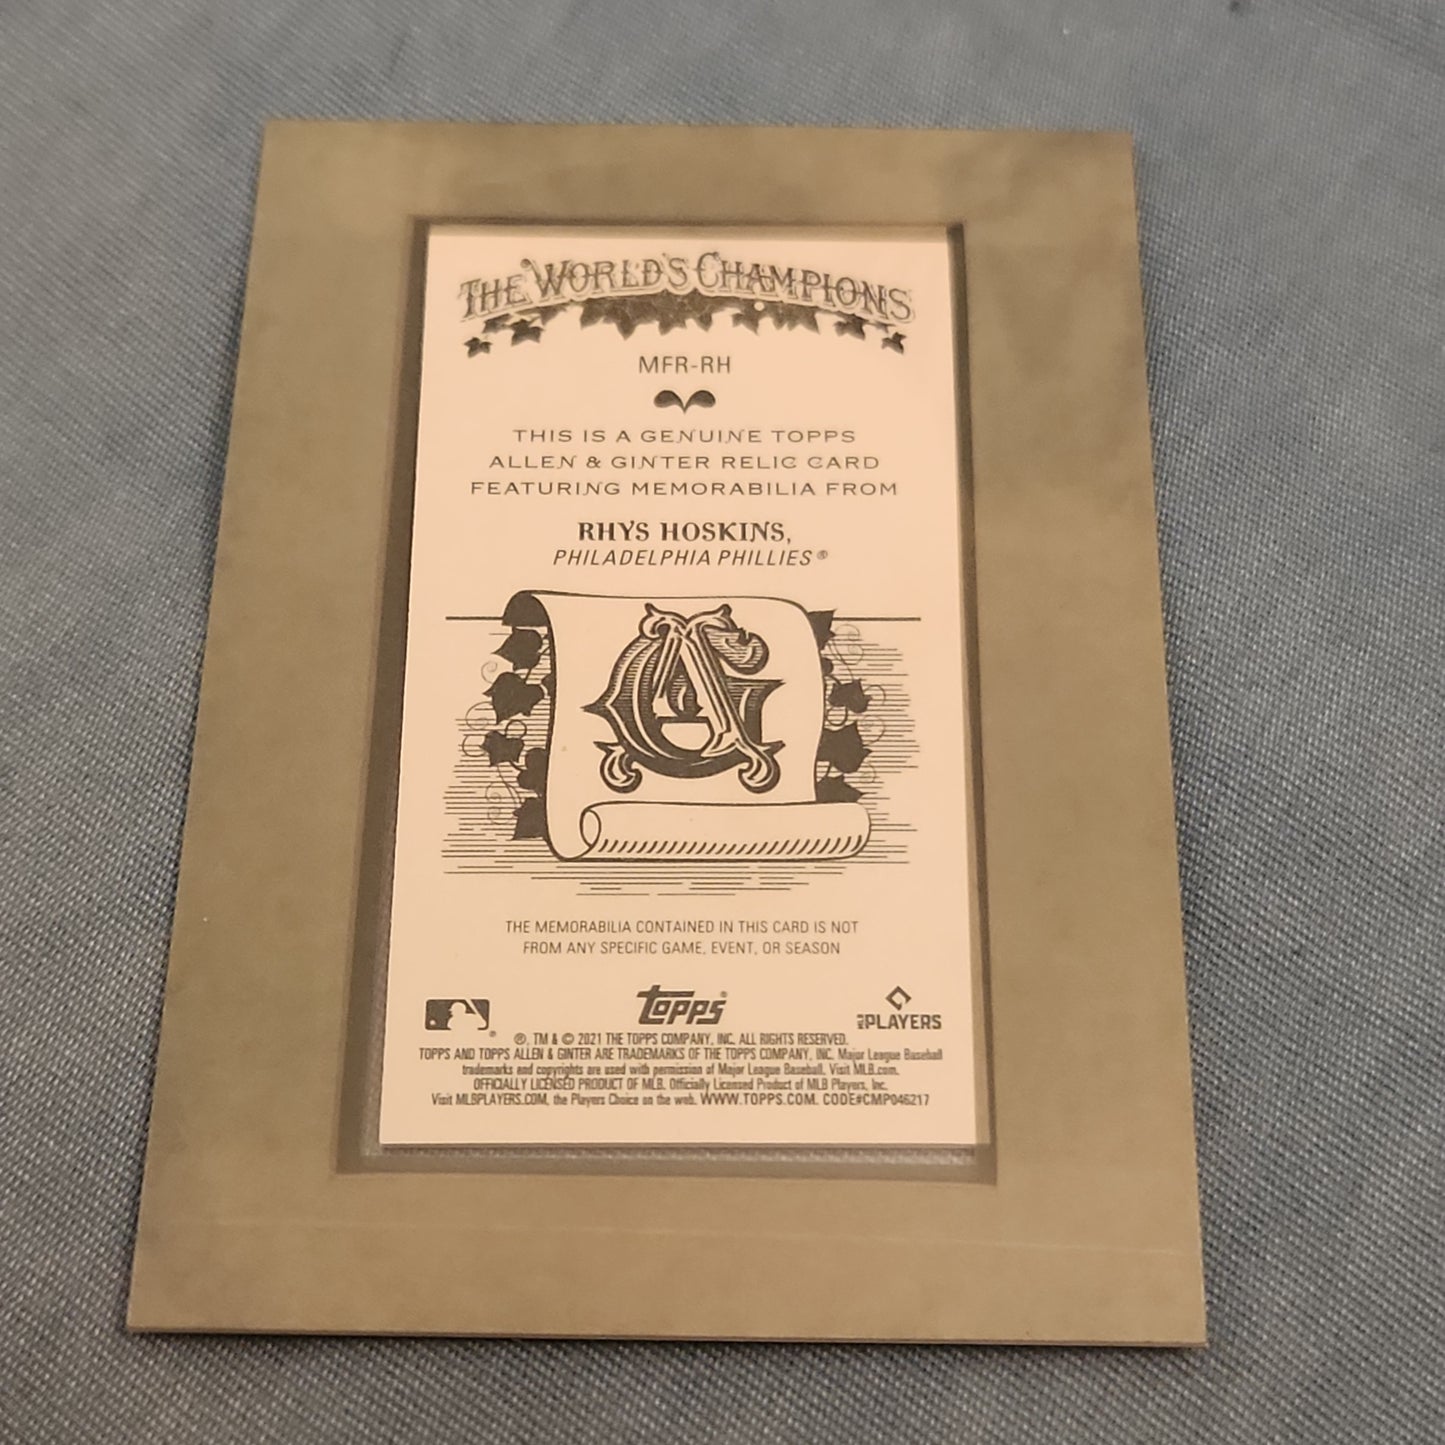 THE WORLD'S CHAMPIONS
MFR-RH
THIS IS A GENUINE TOPPS
ALLEN & GINTER RELIC CARD
FEATURING MEMORABILIA FROM
RHYS HOSKINS,
PHILADELPHIA PHILLIES®
AG
THE MEMORABILIA CONTAINED IN THIS CARD IS NOT
FROM ANY SPECIFIC GAME, EVENT, OR SEASON
®
topps®
MLB PLAYERS
®, TM & © 2021 THE TOPPS COMPANY, INC. ALL RIGHTS RESERVED.
TOPPS AND TOPPS ALLEN & GINTER ARE TRADEMARKS OF THE TOPPS COMPANY, INC. Major League Baseball
trademarks and copyrights are used with permission of Major League Baseball. Visit MLB.com.
OFFICIALLY LICENSED PRODUCT OF MLB. Officially Licensed Product of MLB Players, Inc.
Visit MLBPLAYERS.COM, the Players Choice on the web. WWW.TOPPS.COM. CODE#CMP046217